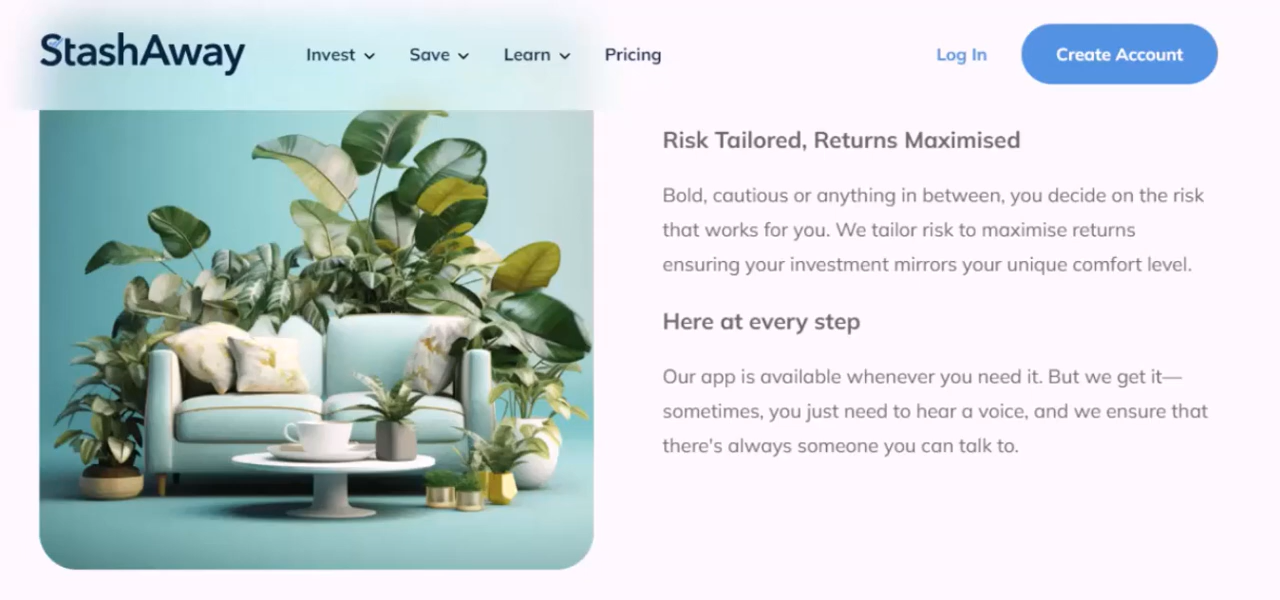 StashAway
Invest
Save
Learn
Pricing
Log In
Create Account
Risk Tailored, Returns Maximised
Bold, cautious or anything in between, you decide on the risk
that works for you. We tailor risk to maximise returns
ensuring your investment mirrors your unique comfort level.
Here at every step
Our app is available whenever you need it. But we get it—
sometimes, you just need to hear a voice, and we ensure that
there's always someone you can talk to.